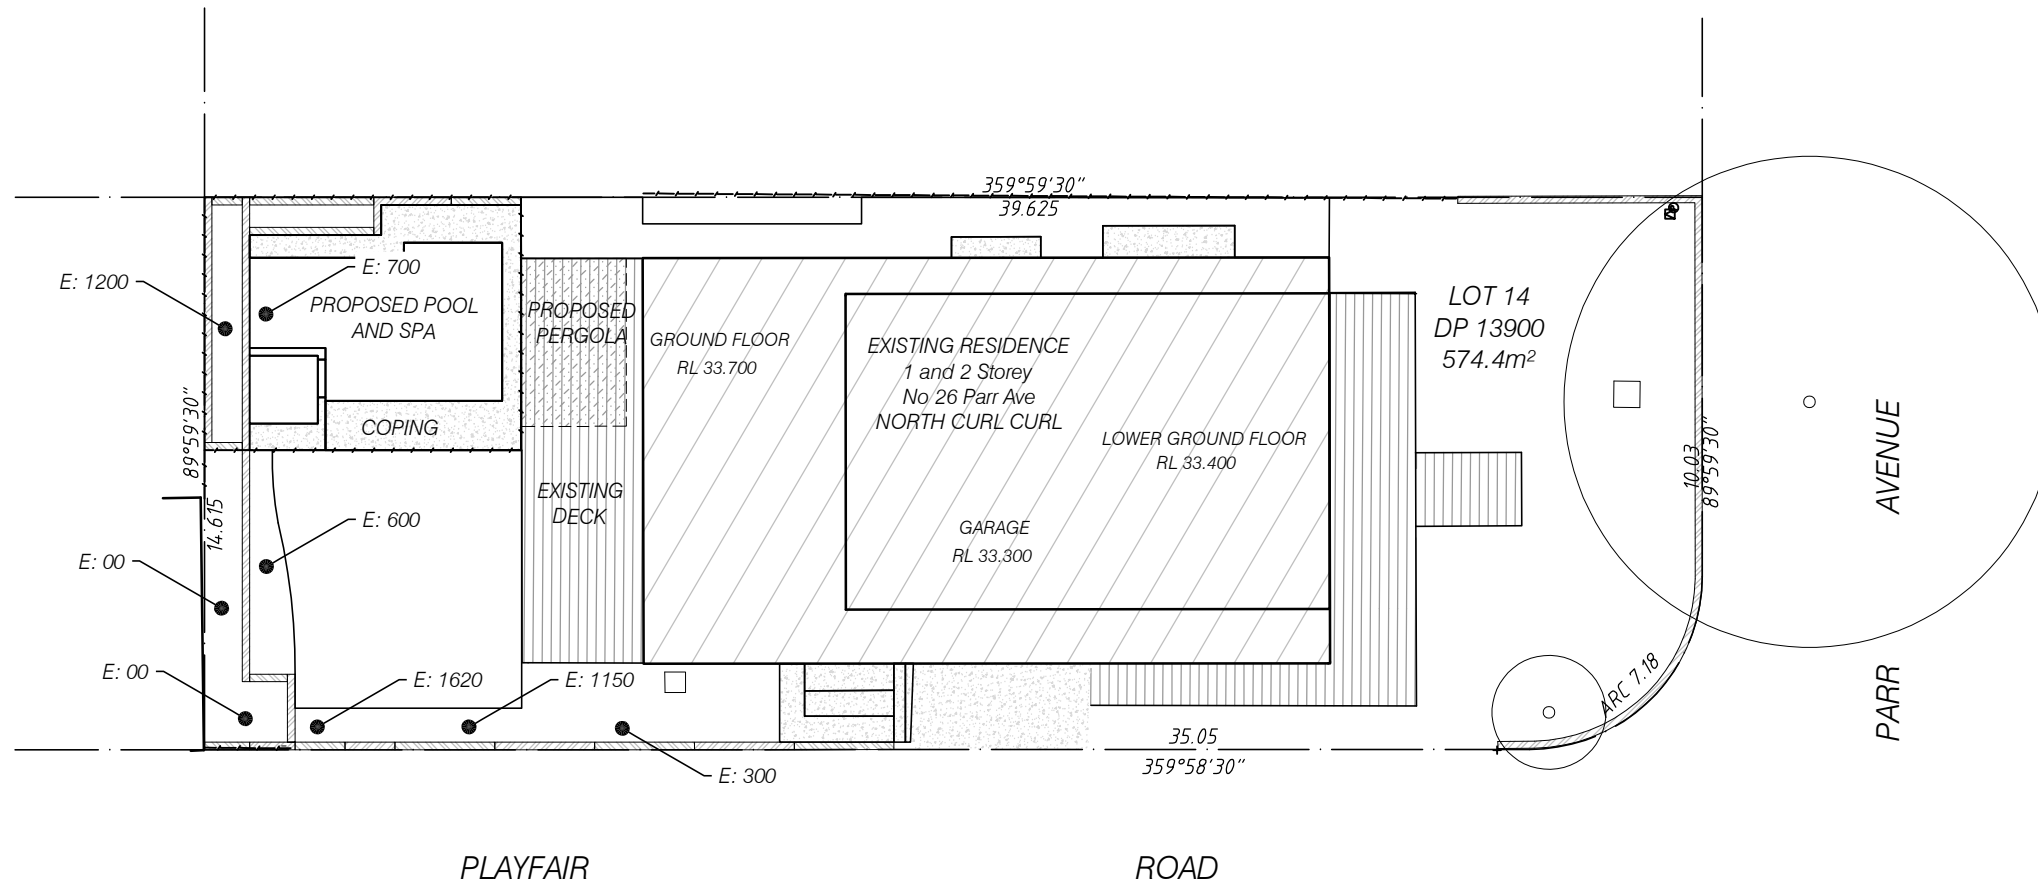 359°59'30"
39.625
E: 700
E: 1200
PROPOSED POOL
AND SPA
PROPOSED
PERGOLA
GROUND FLOOR
RL 33.700
EXISTING RESIDENCE
1 and 2 Storey
No 26 Parr Ave
NORTH CURL CURL
LOT 14
DP 13900
574.4m²
COPING
LOWER GROUND FLOOR
RL 33.400
89°59'30"
14.615
EXISTING
DECK
E: 600
GARAGE
RL 33.300
10.03
89°59'30"
AVENUE
E: 00
E: 00
E: 1620
E: 1150
ARC 7.18
PARR
35.05
359°58'30"
E: 300
PLAYFAIR
ROAD